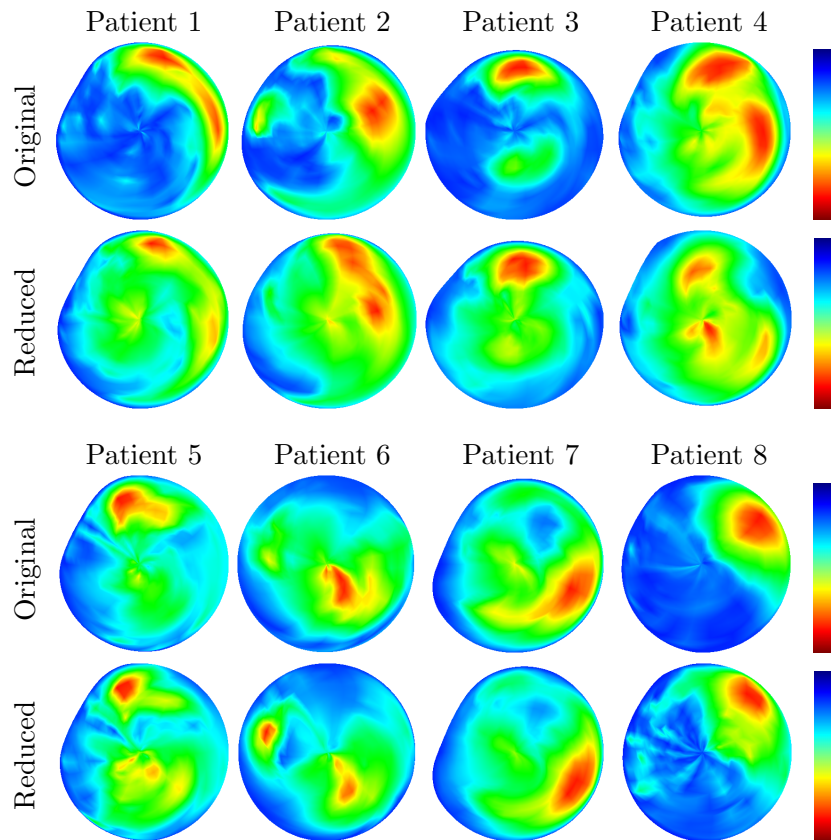 Patient 1 Patient 2 Patient 3 Patient 4
Original
Reduced
Patient 5 Patient 6 Patient 7 Patient 8
Original
Reduced